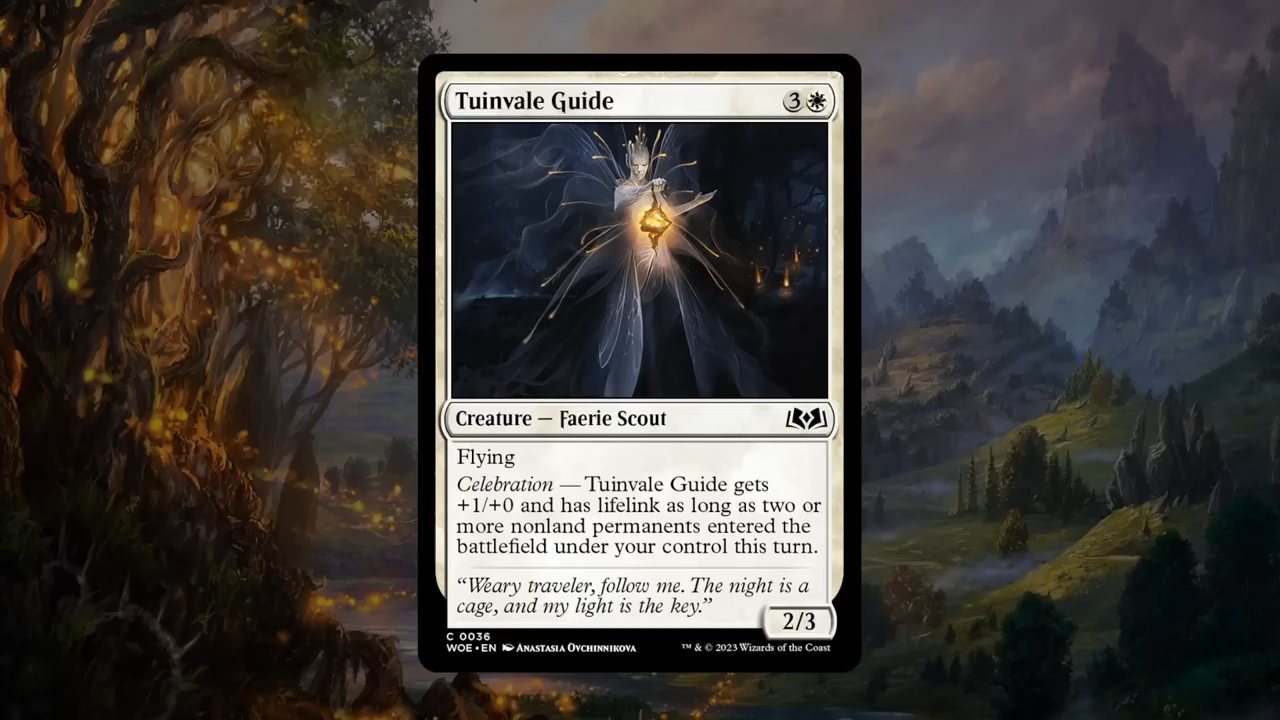 Tuinvale Guide 3
Creature — Faerie Scout
Flying
Celebration — Tuinvale Guide gets
+1/+0 and has lifelink as long as two or
more nonland permanents entered the
battlefield under your control this turn.
“Weary traveler, follow me. The night is a
cage, and my light is the key.”
2/3
C 0036
WOE • EN Anastasia Ovchinnikova
™ & © 2023 Wizards of the Coast